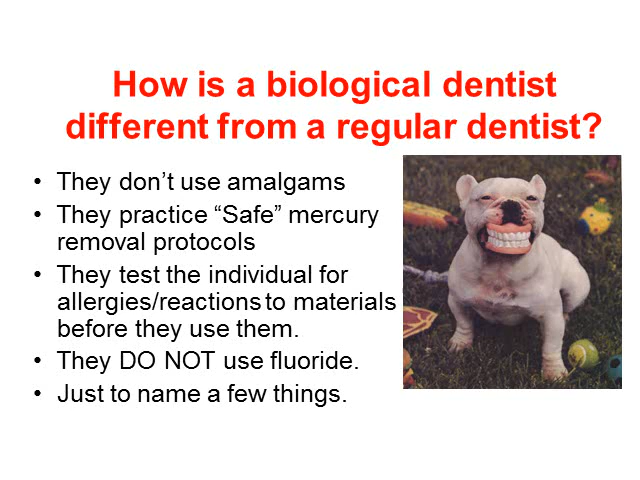 How is a biological dentist
different from a regular dentist?
• They don’t use amalgams
• They practice “Safe” mercury
removal protocols
• They test the individual for
allergies/reactions to materials
before they use them.
• They DO NOT use fluoride.
• Just to name a few things.